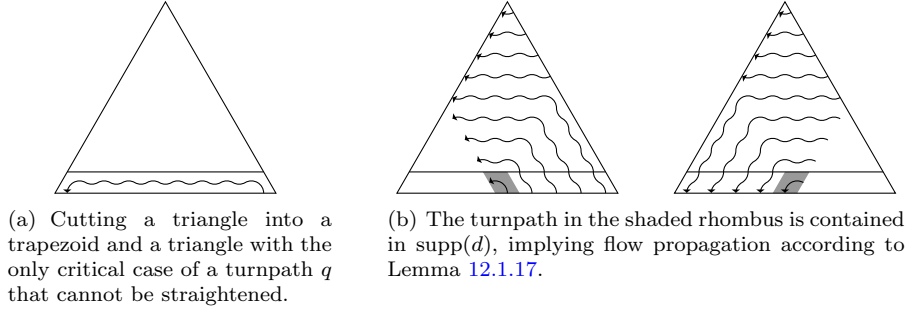 (a) Cutting a triangle into a
trapezoid and a triangle with the
only critical case of a turnpath q
that cannot be straightened.
(b) The turnpath in the shaded rhombus is contained
in supp(d), implying flow propagation according to
Lemma 12.1.17.